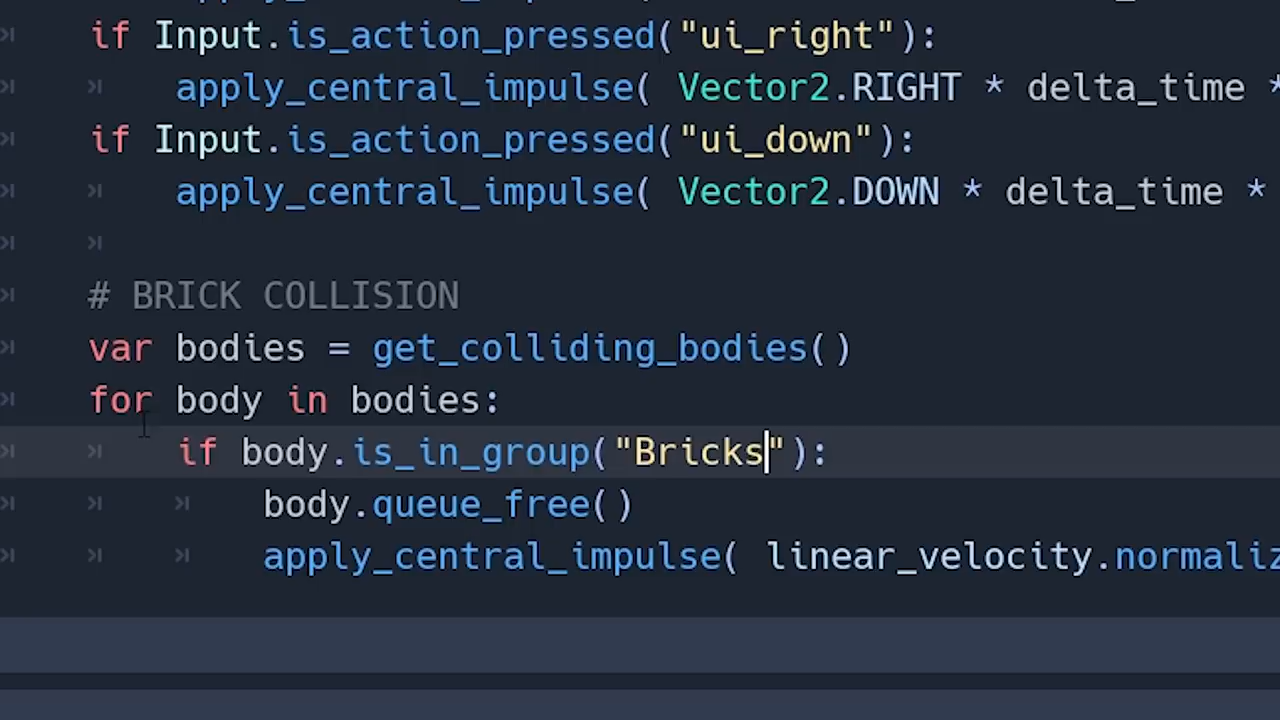 if Input.is_action_pressed("ui_right"):
apply_central_impulse( Vector2.RIGHT * delta_time *
if Input.is_action_pressed("ui_down"):
apply_central_impulse( Vector2.DOWN * delta_time *
# BRICK COLLISION
var bodies = get_colliding_bodies()
for body in bodies:
if body.is_in_group("Bricks"):
body.queue_free()
apply_central_impulse( linear_velocity.normaliz